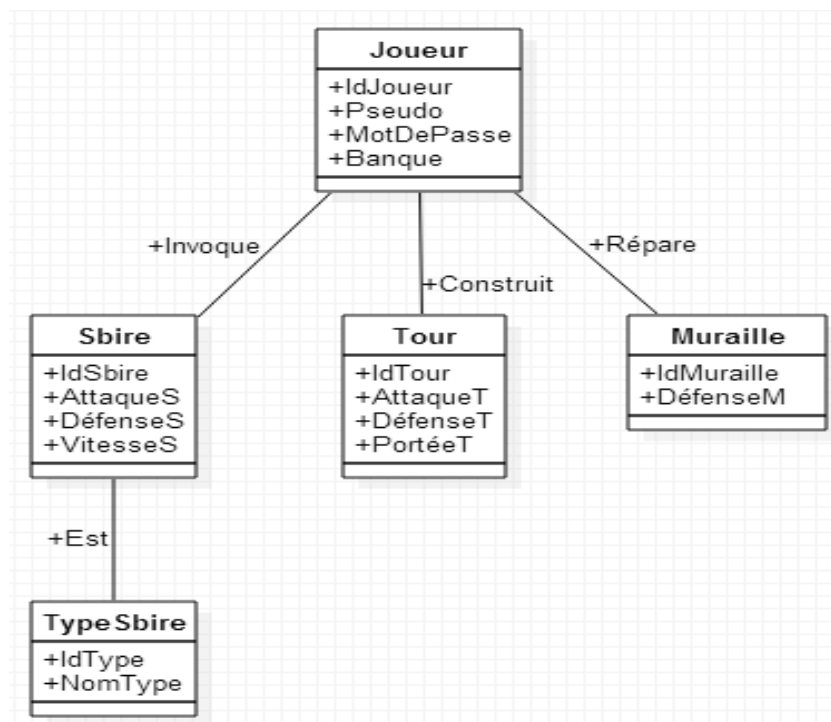 Joueur
+IdJoueur
+Pseudo
+MotDePasse
+Banque
+Invoque
+Construit
+Répare
Sbire
+IdSbire
+AttaqueS
+DéfenseS
+VitesseS
Tour
+IdTour
+AttaqueT
+DéfenseT
+PortéeT
Muraille
+IdMuraille
+DéfenseM
+Est
TypeSbire
+IdType
+NomType